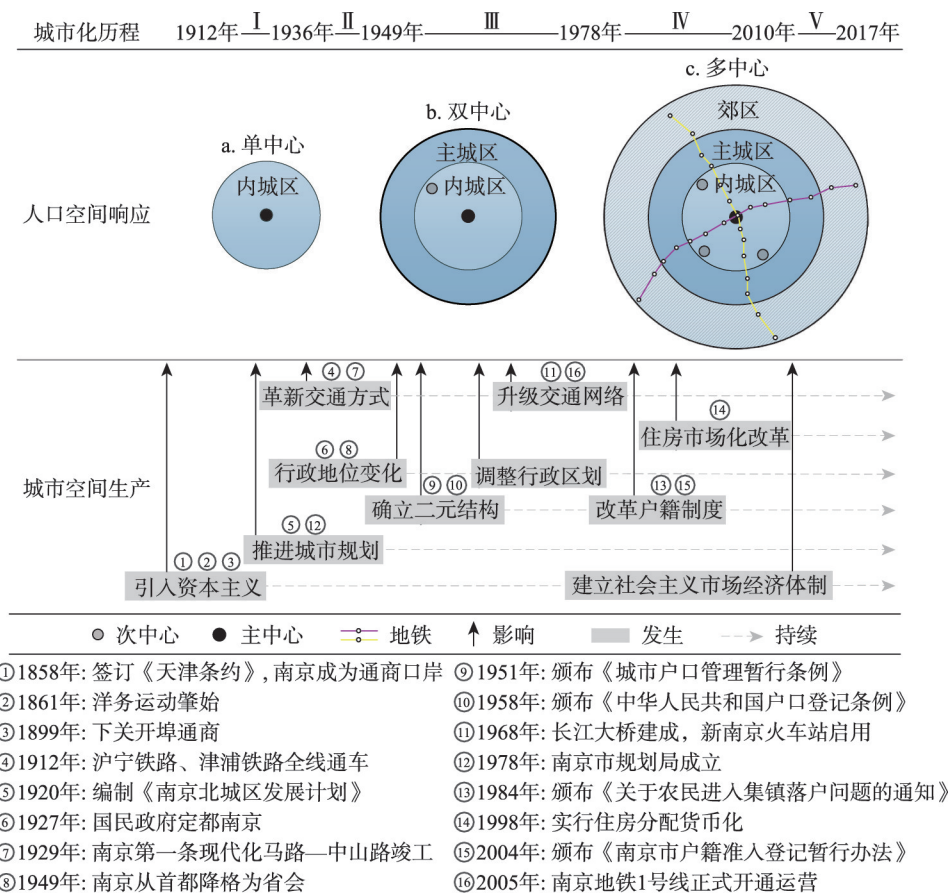 城市化历程 1912年 Ⅰ 1936年 Ⅱ 1949年 Ⅲ 1978年 Ⅳ 2010年 Ⅴ 2017年
c. 多中心
b. 双中心
a. 单中心
郊区
主城区
主城区
内城区
内城区
内城区
人口空间响应
④⑦
⑪⑯
革新交通方式
升级交通网络
⑭
住房市场化改革
⑥⑧
行政地位变化
调整行政区划
城市空间生产
⑨⑩
⑬⑮
确立二元结构
改革户籍制度
⑤⑫
推进城市规划
①②③
引入资本主义
建立社会主义市场经济体制
次中心 主中心 地铁 影响 发生 持续
①1858年: 签订《天津条约》, 南京成为通商口岸
②1861年: 洋务运动肇始
③1899年: 下关开埠通商
④1912年: 沪宁铁路、津浦铁路全线通车
⑤1920年: 编制《南京北城区发展计划》
⑥1927年: 国民政府定都南京
⑦1929年: 南京第一条现代化马路—中山路竣工
⑧1949年: 南京从首都降格为省会
⑨1951年: 颁布《城市户口管理暂行条例》
⑩1958年: 颁布《中华人民共和国户口登记条例》
⑪1968年: 长江大桥建成，新南京火车站启用
⑫1978年: 南京市规划局成立
⑬1984年: 颁布《关于农民进入集镇落户问题的通知》
⑭1998年: 实行住房分配货币化
⑮2004年: 颁布《南京市户籍准入登记暂行办法》
⑯2005年: 南京地铁1号线正式开通运营